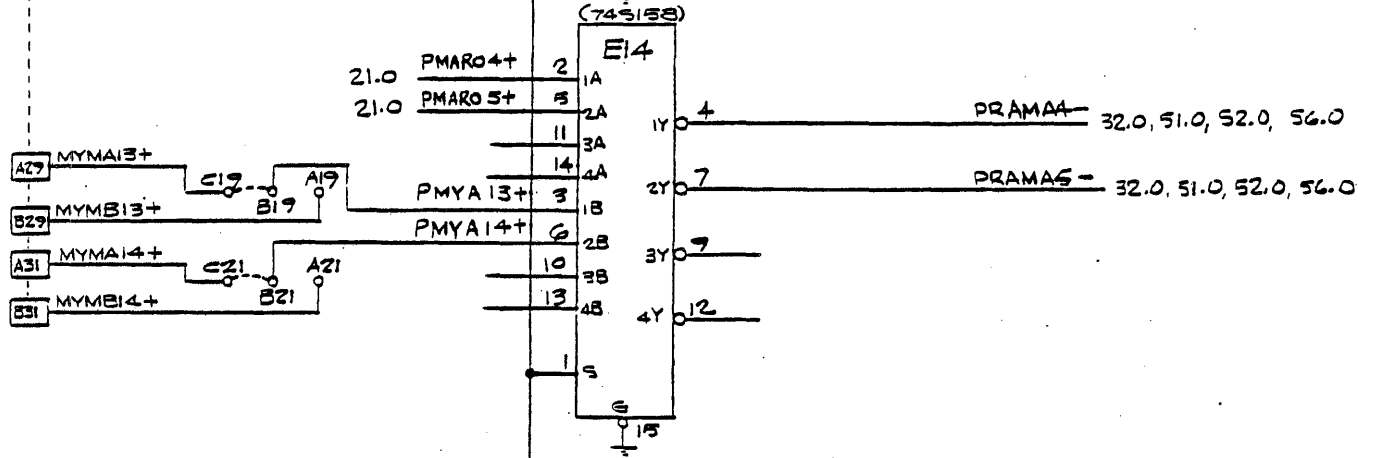 (74S158)
E14
21.0 PMAR04+ 2 1A
21.0 PMAR05+ 5 2A
11 3A
14 4A
A29 MYMA13+ C19 B19 A19
PMYA13+ 3 1B
B29 MYMB13+
PMYA14+ 6 2B
A31 MYMA14+ C21 B21 A21
10 3B
B31 MYMB14+
13 4B
1 S
G 15
1Y 4 PRAMA4- 32.0, 51.0, 52.0, 56.0
2Y 7 PRAMA5- 32.0, 51.0, 52.0, 56.0
3Y 9
4Y 12